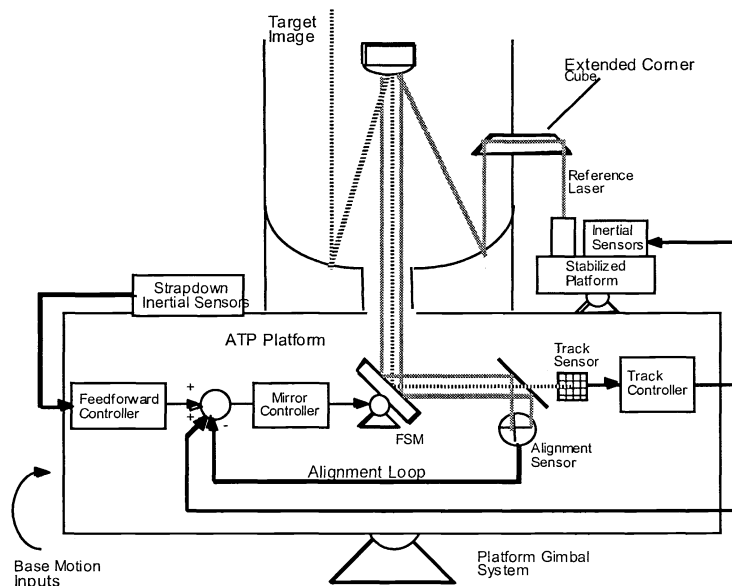 Target
Image
Extended Corner
Cube
Reference
Laser
Inertial
Sensors
Stabilized
Platform
Strapdown
Inertial Sensors
ATP Platform
Track
Sensor
Feedforward
Controller
+
+
-
Mirror
Controller
FSM
Track
Controller
Alignment
Sensor
Alignment Loop
Base Motion
Inputs
Platform Gimbal
System